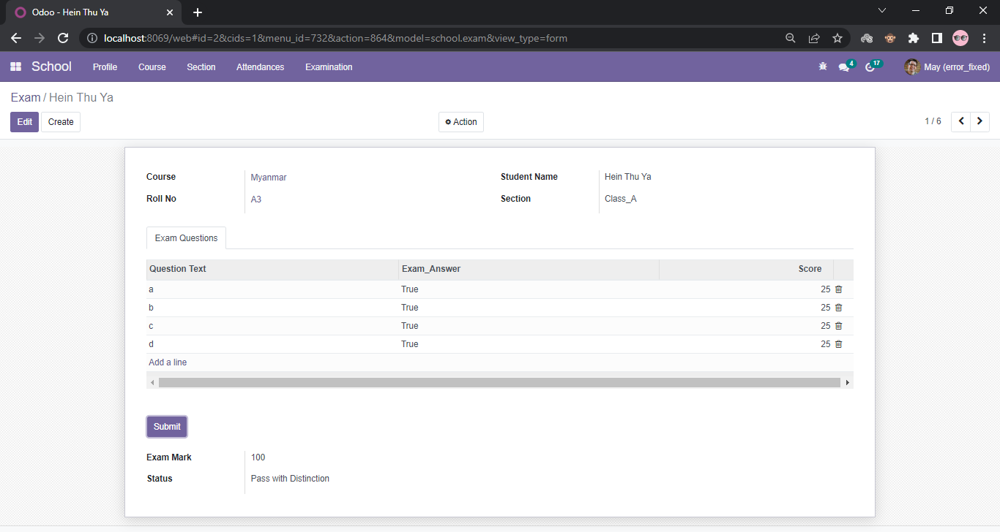 Odoo - Hein Thu Ya
localhost:8069/web#id=2&cids=1&menu_id=732&action=864&model=school.exam&view_type=form
School Profile Course Section Attendances Examination 4 17 May (error_fixed)
Exam / Hein Thu Ya
Edit Create Action 1 / 6
Course Myanmar Student Name Hein Thu Ya
Roll No A3 Section Class_A
Exam Questions
Question Text Exam_Answer Score
a True 25
b True 25
c True 25
d True 25
Add a line
Submit
Exam Mark 100
Status Pass with Distinction